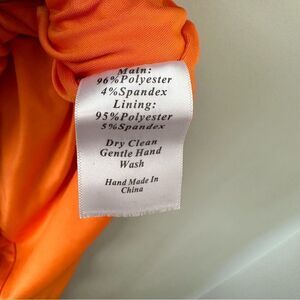 Main:
96%Polyester
4%Spandex
Lining:
95%Polyester
5%Spandex
Dry Clean
Gentle Hand
Wash
Hand Made In
China